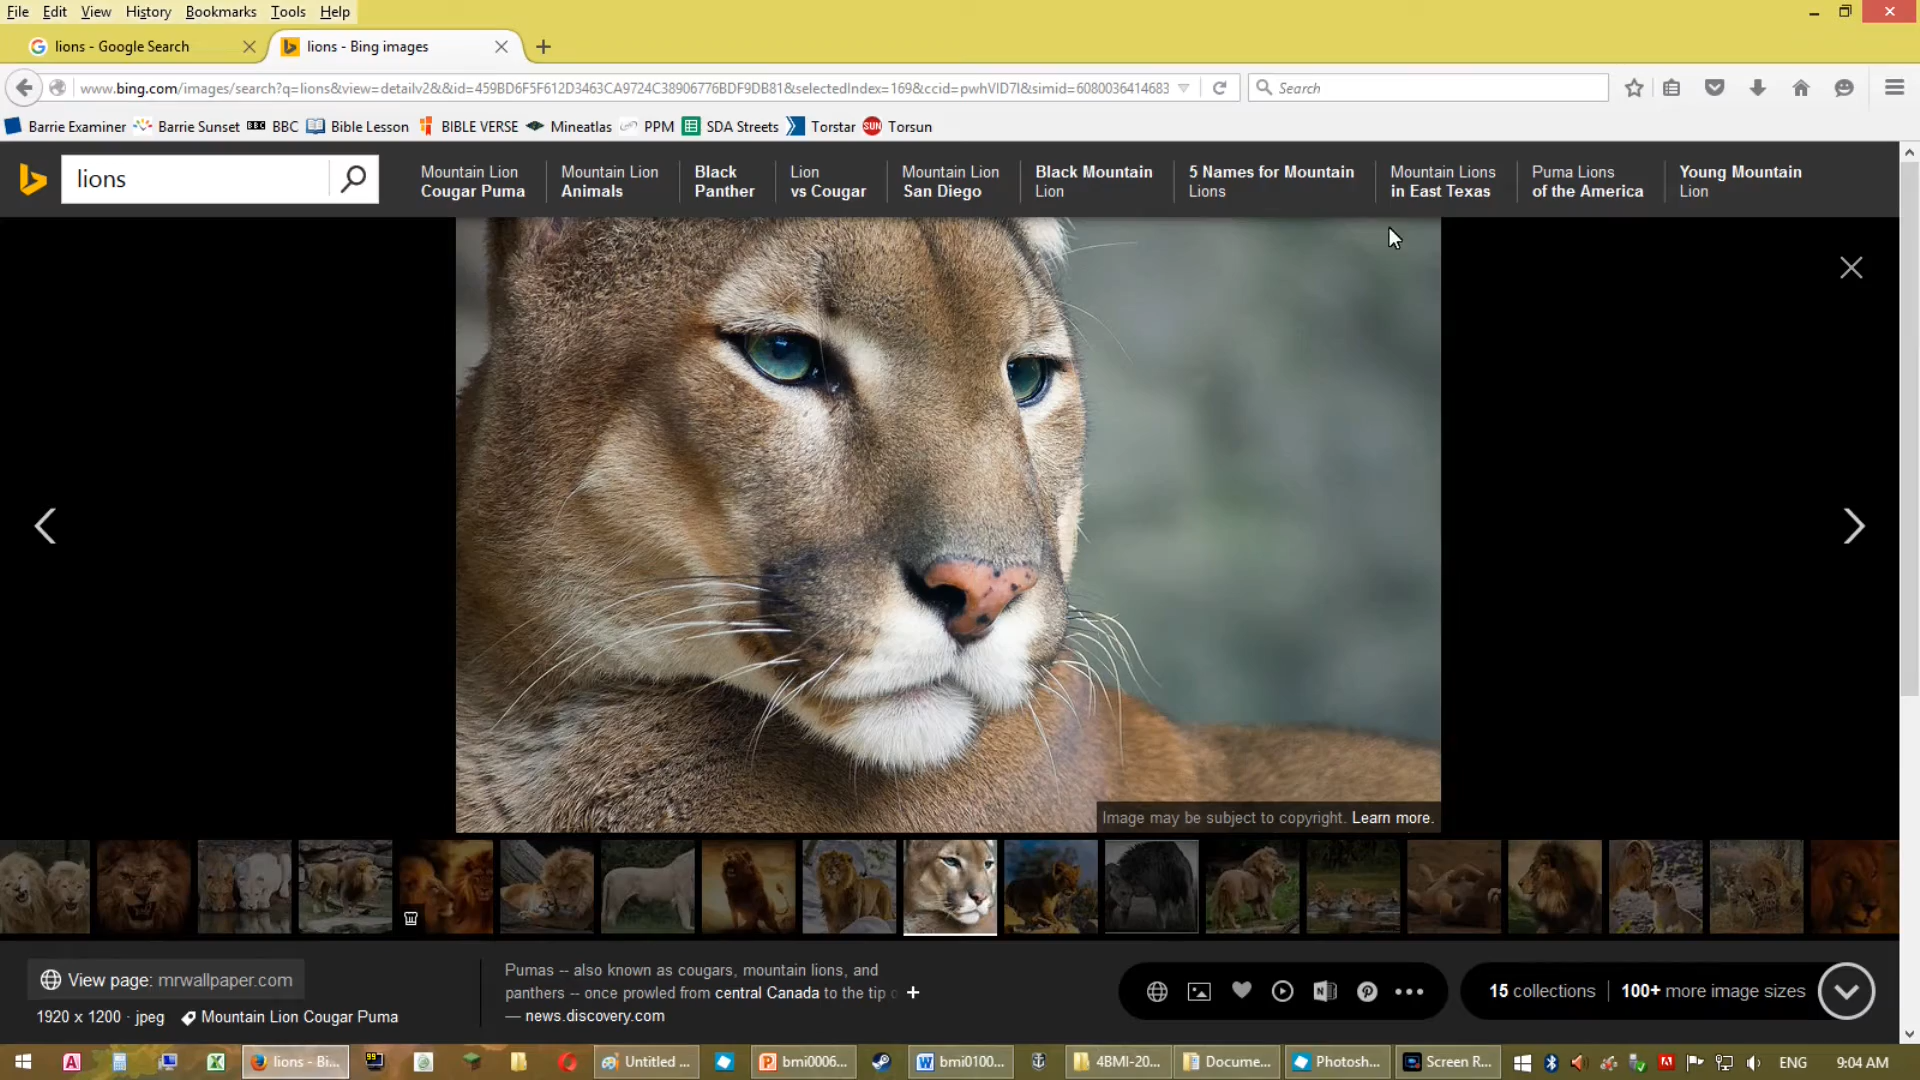 File Edit View History Bookmarks Tools Help
lions - Google Search
lions - Bing images
www.bing.com/images/search?q=lions&view=detailv2&&id=459BD6F5F612D3463CA9724C38906776BDF9DB81&selectedIndex=169&ccid=pwhVID7I&simid=6080036414683
Search
Barrie Examiner Barrie Sunset BBC BBC Bible Lesson BIBLE VERSE Mineatlas PPM SDA Streets Torstar SUN Torsun
lions
Mountain Lion
Cougar Puma
Mountain Lion
Animals
Black
Panther
Lion
vs Cougar
Mountain Lion
San Diego
Black Mountain
Lion
5 Names for Mountain
Lions
Mountain Lions
in East Texas
Puma Lions
of the America
Young Mountain
Lion
Image may be subject to copyright. Learn more.
View page: mrwallpaper.com
1920 x 1200 · jpeg Mountain Lion Cougar Puma
Pumas -- also known as cougars, mountain lions, and
panthers -- once prowled from central Canada to the tip
— news.discovery.com
15 collections 100+ more image sizes
lions - Bi... 99 Untitled ... bmi0006... bmi0100... 4BMI-20... Docume... Photosh... Screen R... ENG 9:04 AM